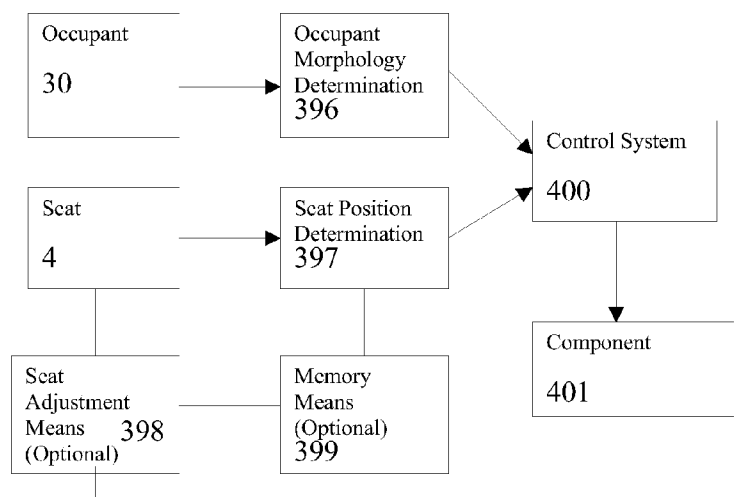 Occupant
30
Occupant
Morphology
Determination
396
Control System
400
Seat
4
Seat Position
Determination
397
Component
401
Seat
Adjustment
Means
(Optional) 398
Memory
Means
(Optional)
399